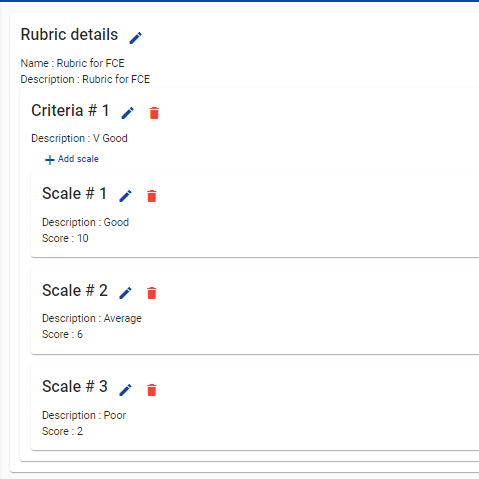 Rubric details
Name : Rubric for FCE
Description : Rubric for FCE
Criteria # 1
Description : V Good
Add scale
Scale # 1
Description : Good
Score : 10
Scale # 2
Description : Average
Score : 6
Scale # 3
Description : Poor
Score : 2